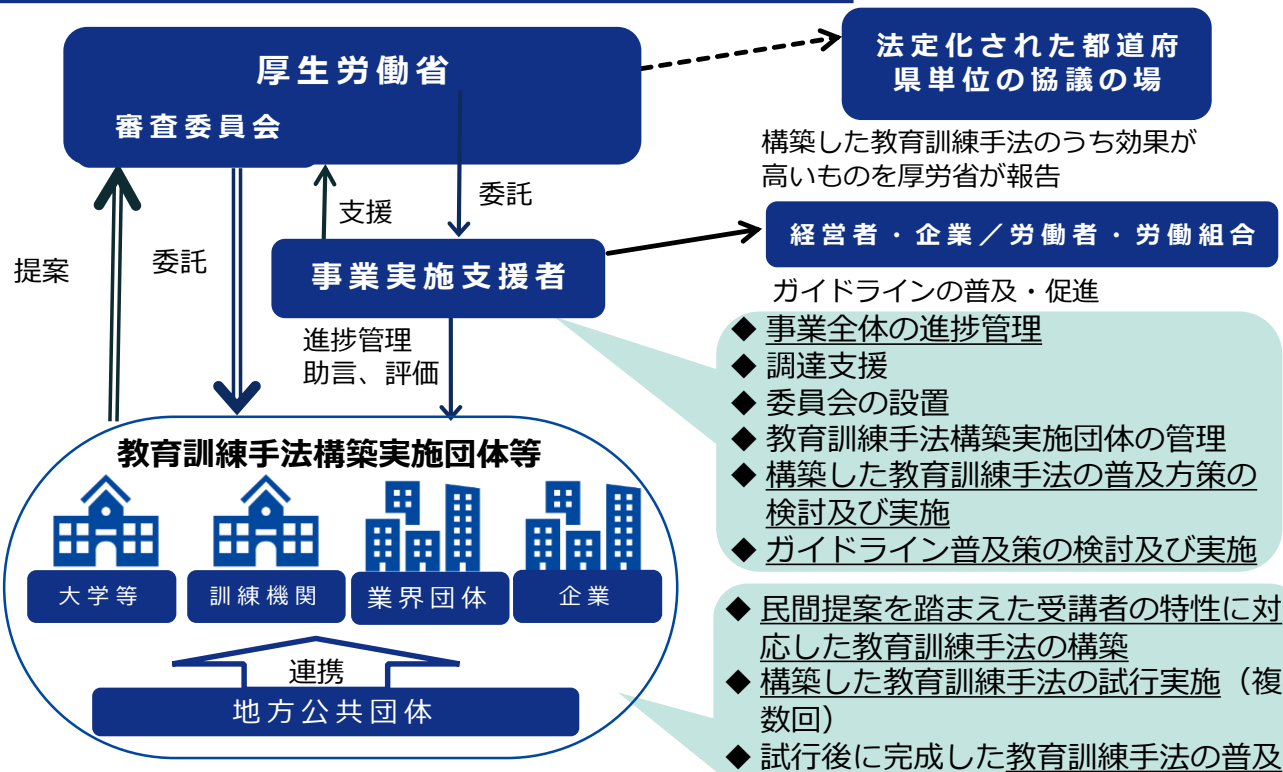 厚生労働省
審査委員会
法定化された都道府
県単位の協議の場
構築した教育訓練手法のうち効果が
高いものを厚労省が報告
支援
委託
提案
委託
経営者・企業／労働者・労働組合
事業実施支援者
ガイドラインの普及・促進
進捗管理
助言、評価
◆ 事業全体の進捗管理
◆ 調達支援
◆ 委員会の設置
◆ 教育訓練手法構築実施団体の管理
◆ 構築した教育訓練手法の普及方策の
検討及び実施
◆ ガイドライン普及策の検討及び実施
教育訓練手法構築実施団体等
大学等
訓練機関
業界団体
企業
連携
地方公共団体
◆ 民間提案を踏まえた受講者の特性に対
応した教育訓練手法の構築
◆ 構築した教育訓練手法の試行実施（複
数回）
◆ 試行後に完成した教育訓練手法の普及